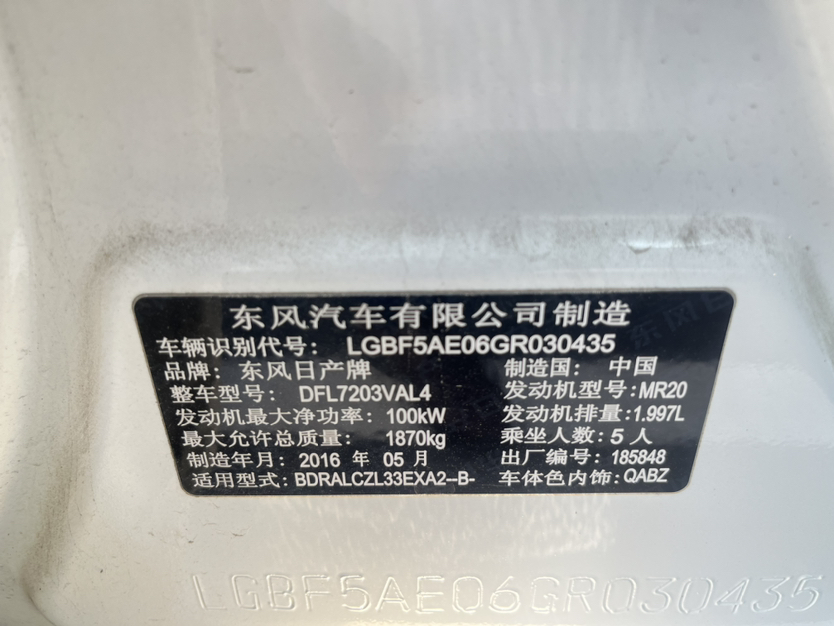 东风汽车有限公司制造
车辆识别代号： LGBF5AE06GR030435
品牌： 东风日产牌 制造国： 中国
整车型号： DFL7203VAL4 发动机型号：MR20
发动机最大净功率：100kW 发动机排量：1.997L
最大允许总质量： 1870kg 乘坐人数：5人
制造年月：2016 年 05 月 出厂编号：185848
适用型式：BDRALCZL33EXA2--B- 车体色内饰：QABZ
东风日
LGBF5AE06GR030435